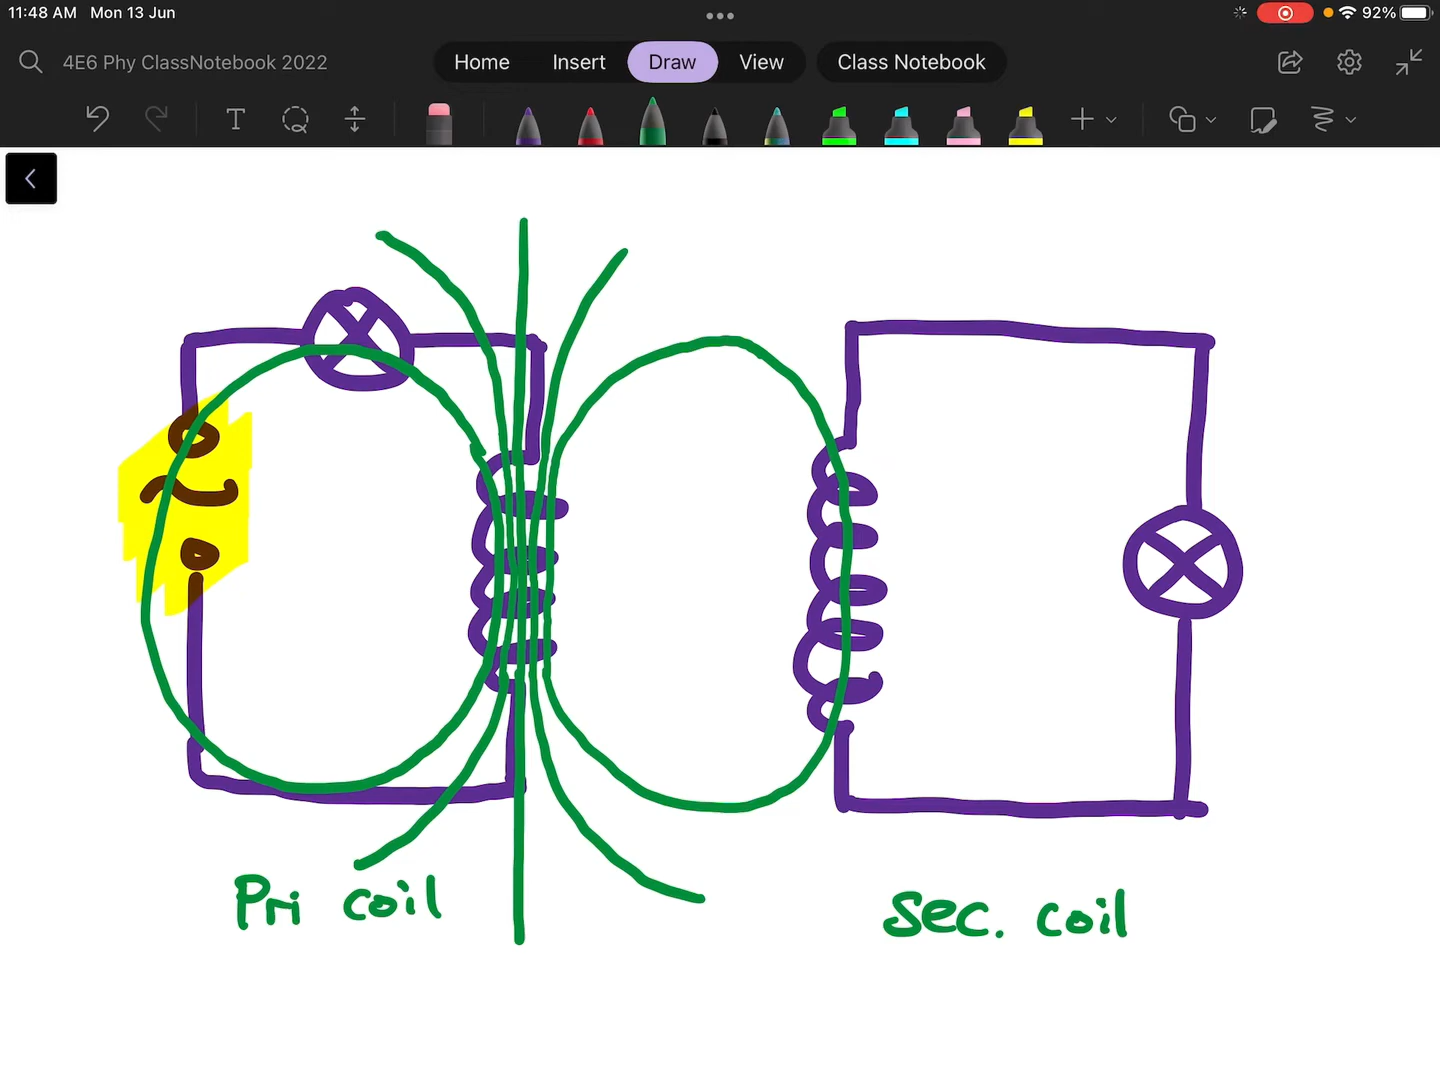 11:48 AM Mon 13 Jun
92%
4E6 Phy ClassNotebook 2022
Home Insert Draw View Class Notebook
T
Pri coil
Sec. coil